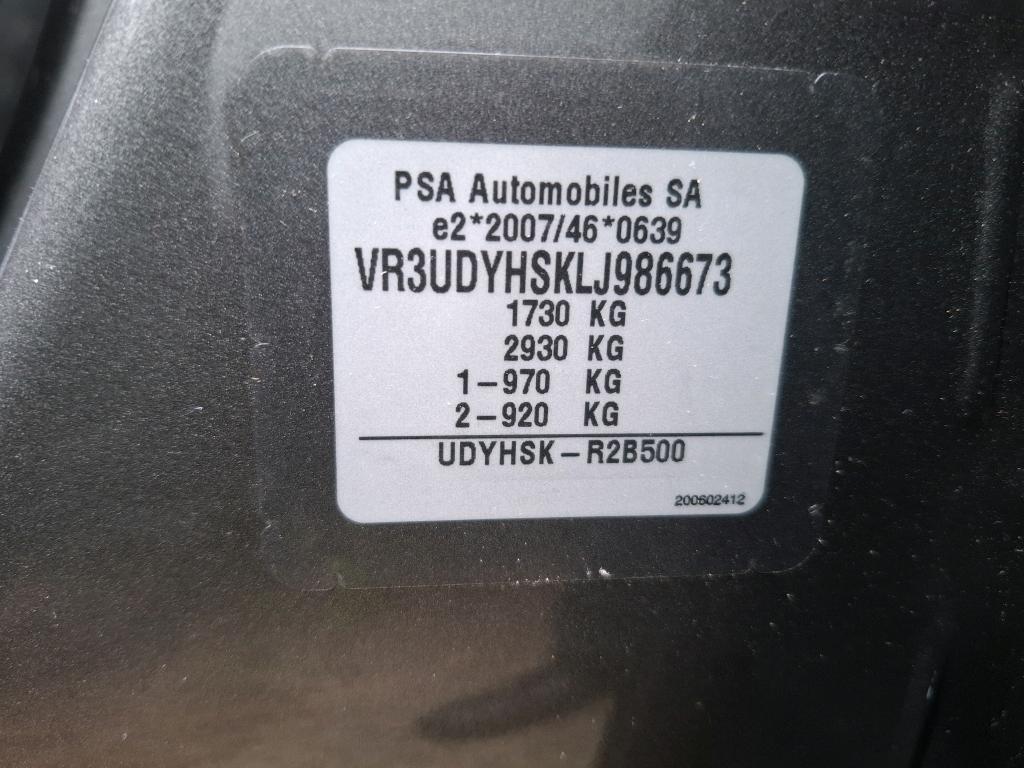 PSA Automobiles SA
e2*2007/46*0639
VR3UDYHSKLJ986673
1730 KG
2930 KG
1-970 KG
2-920 KG
UDYHSK-R2B500
200602412